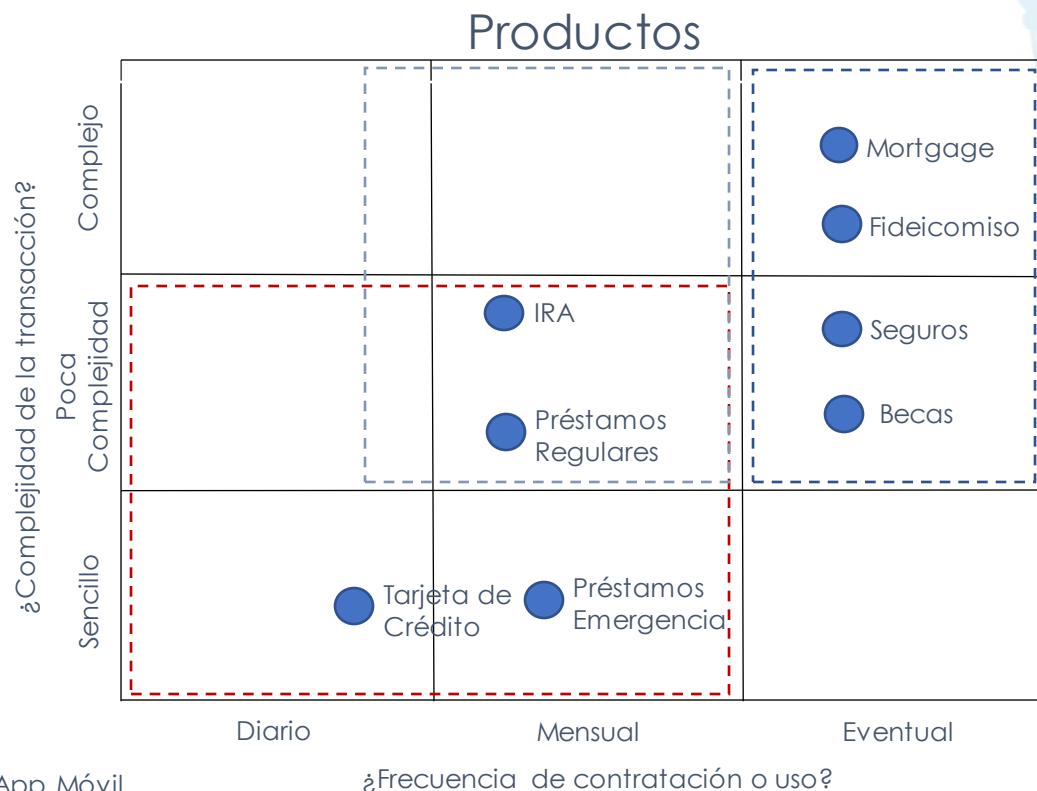 Productos
¿Complejidad de la transacción?
Complejo
Mortgage
Fideicomiso
Poca
Complejidad
IRA
Préstamos
Regulares
Seguros
Becas
Sencillo
Tarjeta de
Crédito
Préstamos
Emergencia
Diario
Mensual
Eventual
¿Frecuencia de contratación o uso?
App Móvil